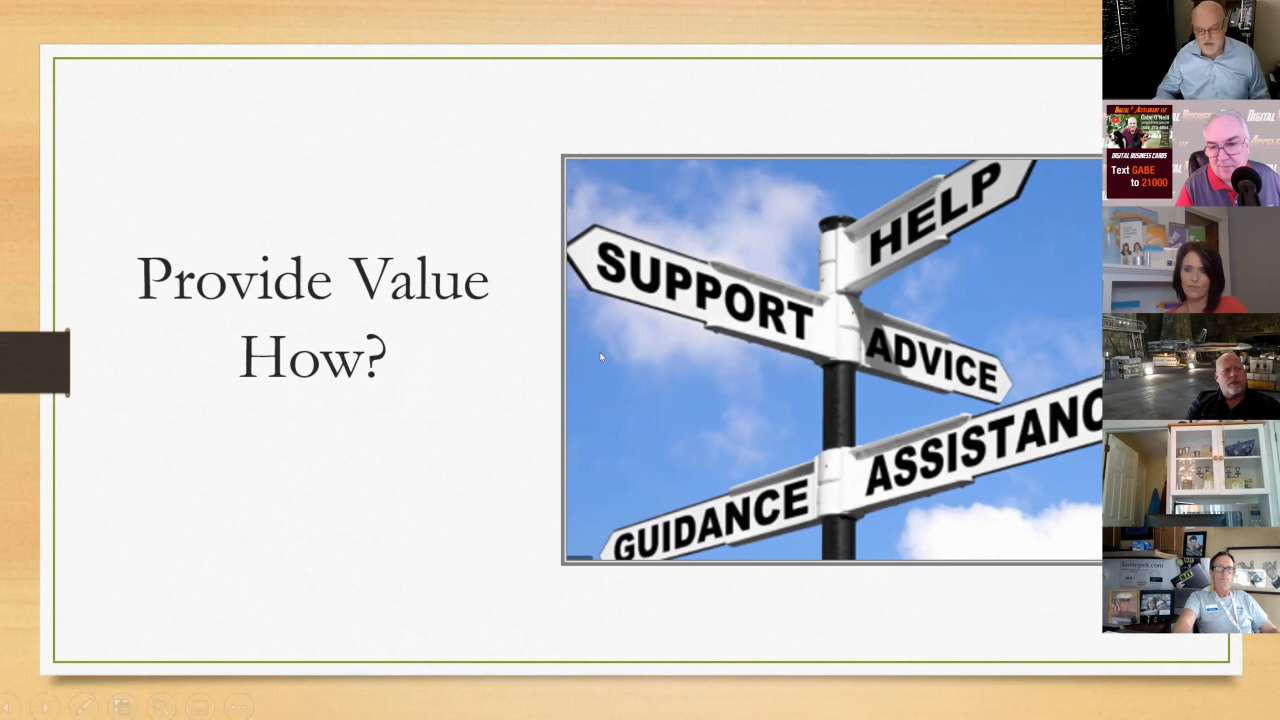 Provide Value
How?
HELP
SUPPORT
ADVICE
ASSISTANC
GUIDANCE
DIGITAL BUSINESS CARDS
Text GABE
to 21000